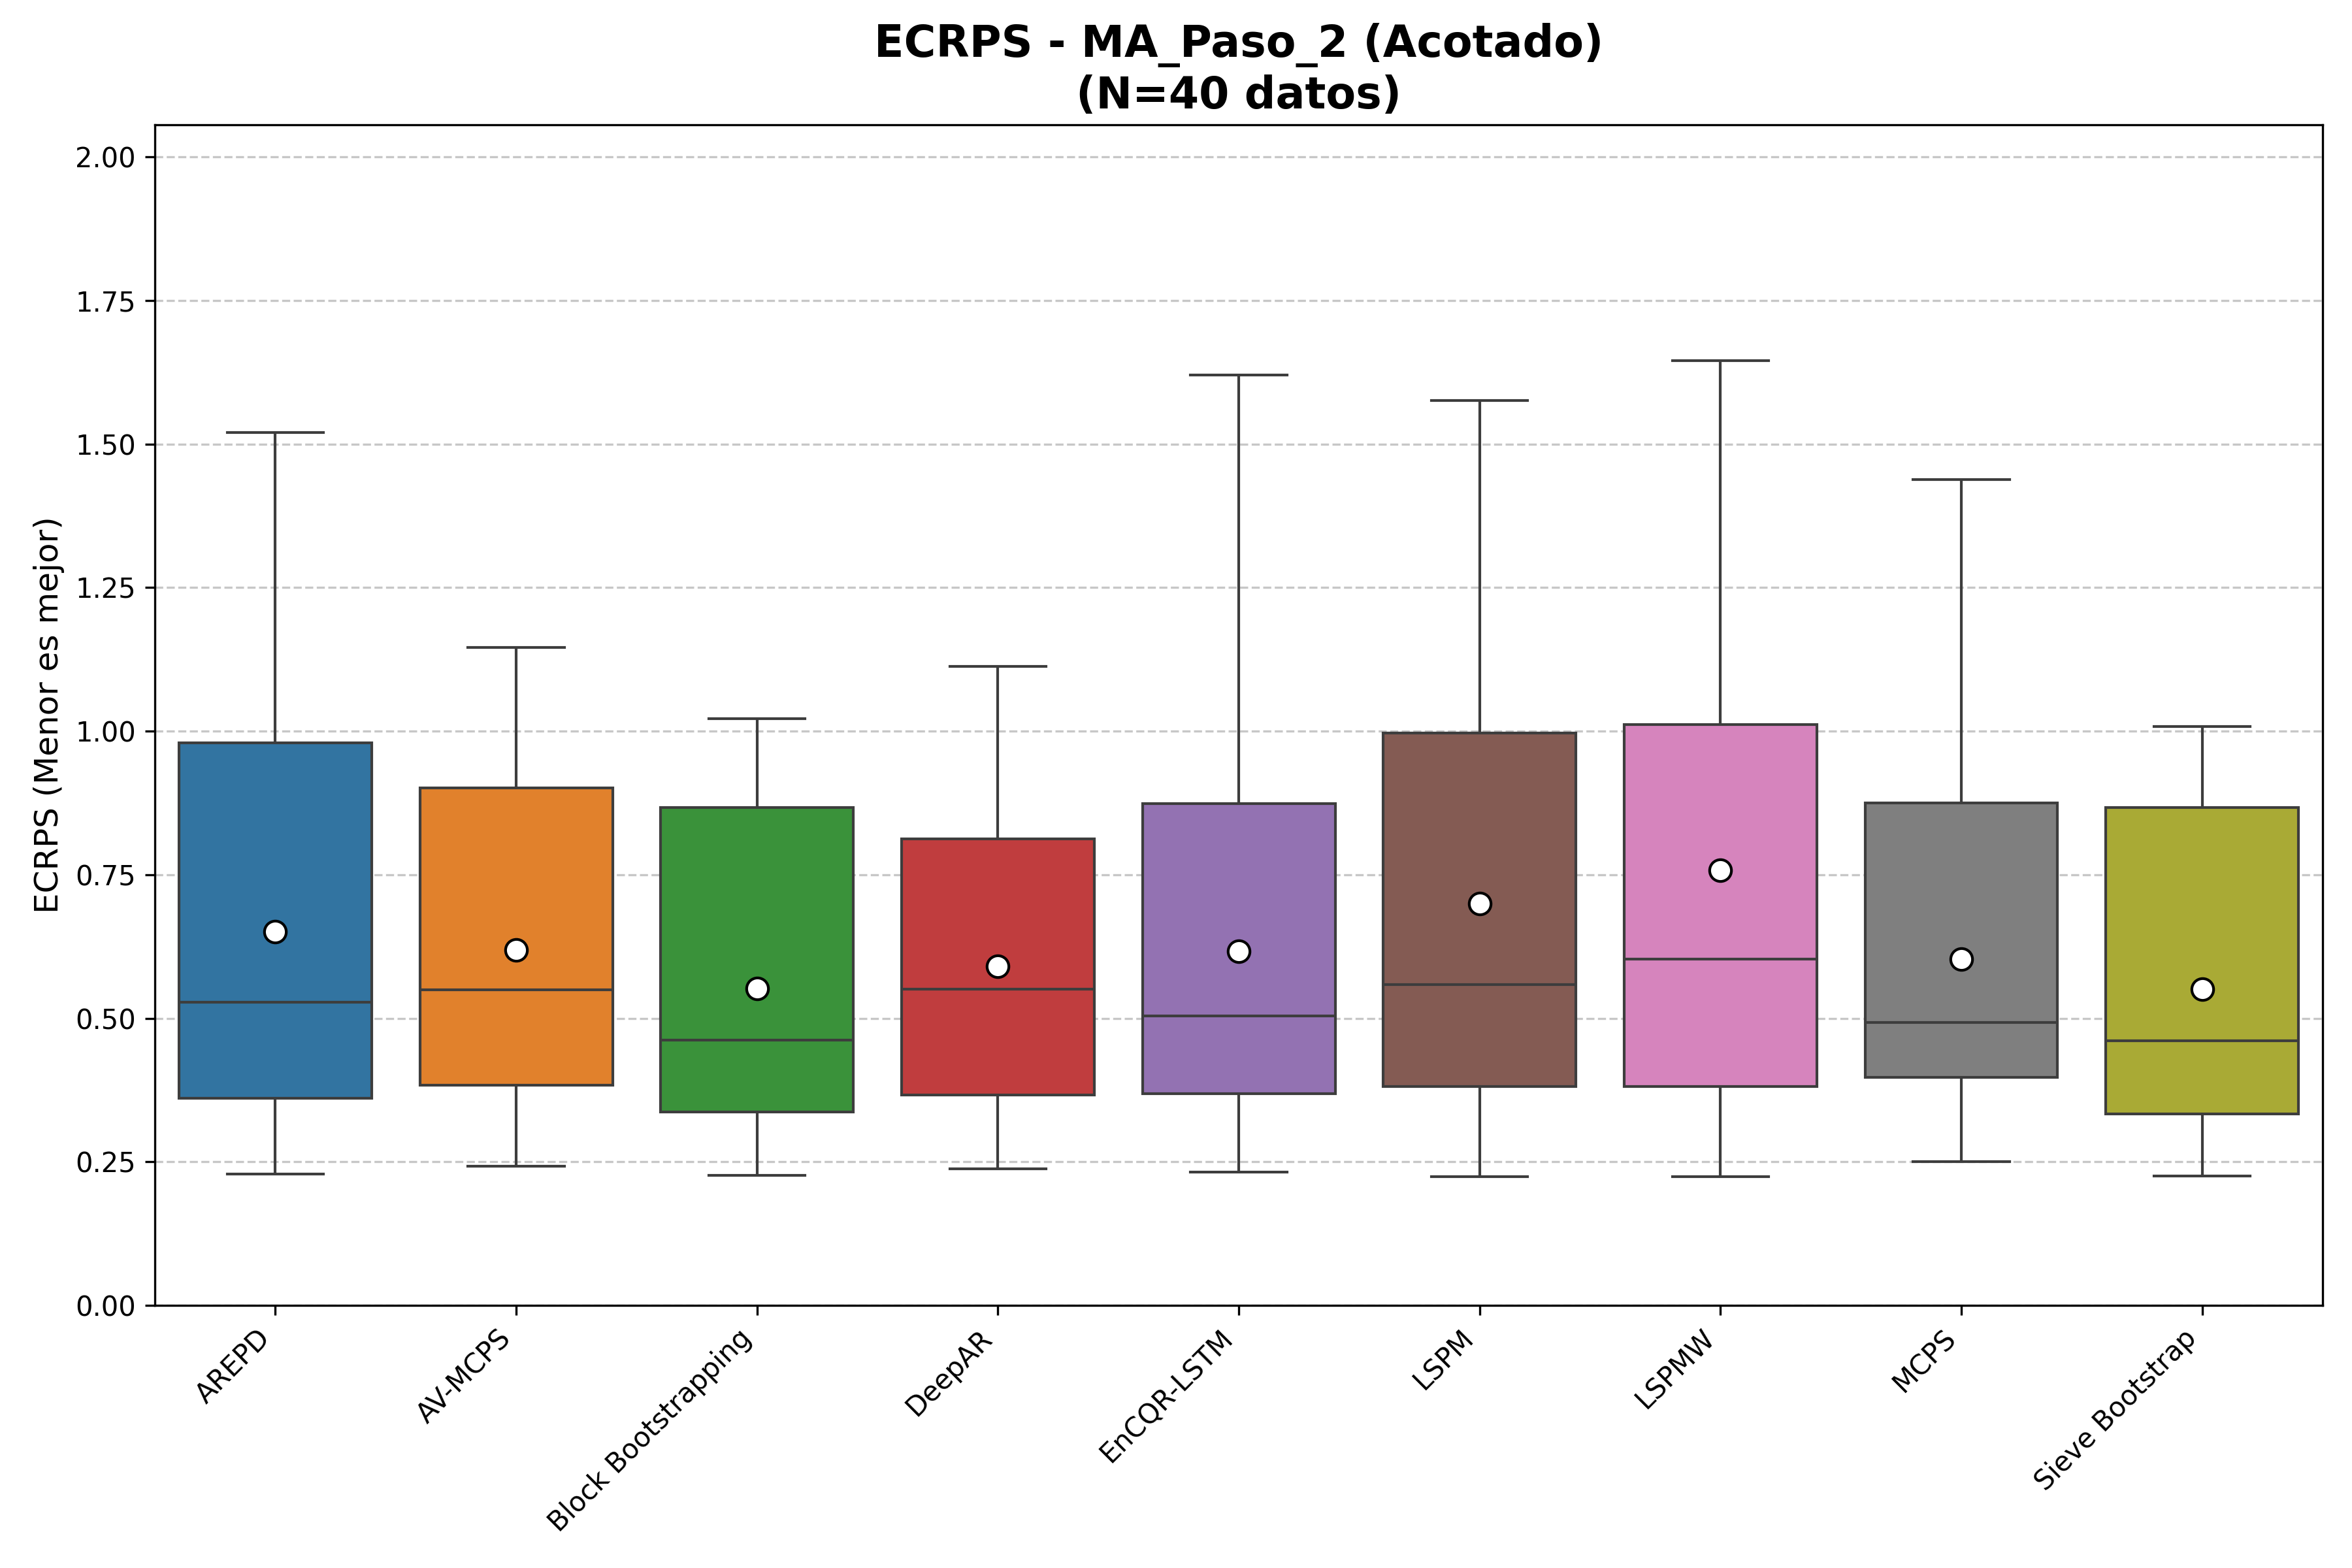 ECRPS - MA_Paso_2 (Acotado)
(N=40 datos)
ECRPS (Menor es mejor)
2.00
1.75
1.50
1.25
1.00
0.75
0.50
0.25
0.00
AREPD
AV-MCPS
Block Bootstrapping
DeepAR
EnCQR-LSTM
LSPM
LSPMW
MCPS
Sieve Bootstrap